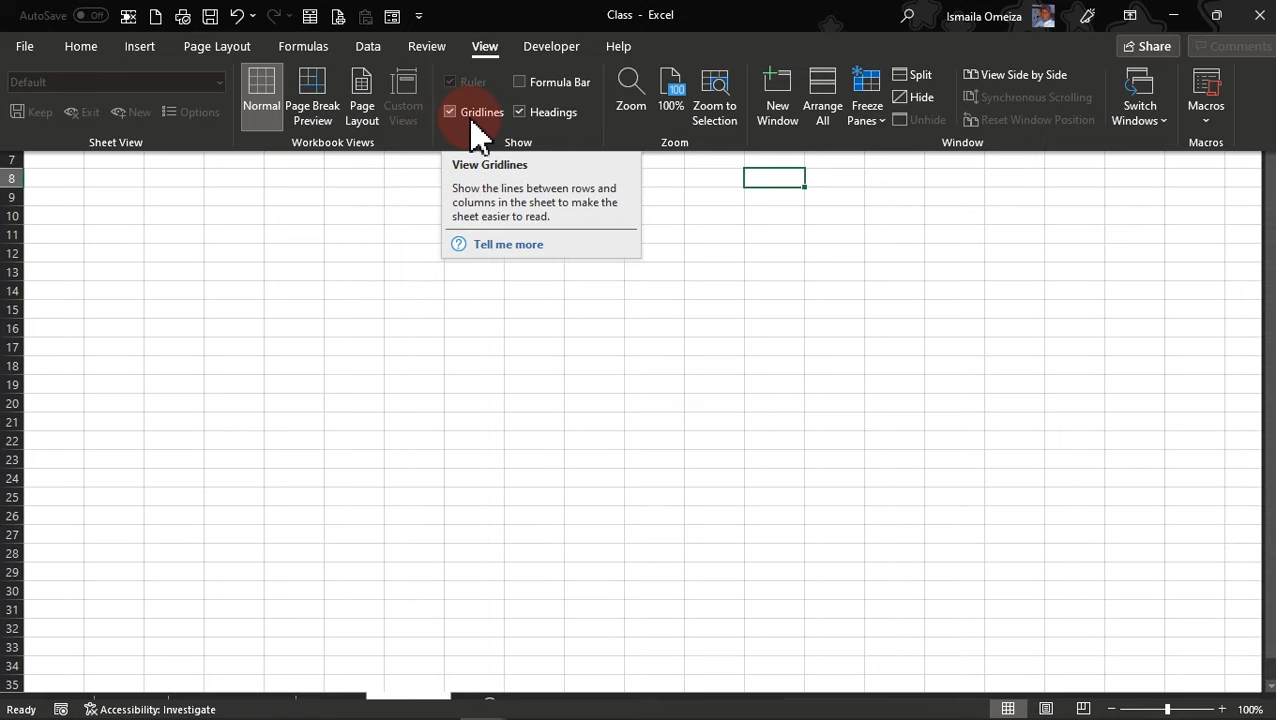 AutoSave Off
Class - Excel
Ismaila Omeiza
File Home Insert Draw Page Layout Formulas Data Review View Developer Help
Share
Comments
Default
Keep Exit New Options
Sheet View
Normal
Page Break Preview
Page Layout
Custom Views
Workbook Views
Ruler
Formula Bar
Gridlines
Headings
Show
Zoom
100
100%
Zoom to Selection
Zoom
New Window
Arrange All
Freeze Panes
Split
Hide
Unhide
View Side by Side
Synchronous Scrolling
Reset Window Position
Window
Switch Windows
Macros
Macros
View Gridlines
Show the lines between rows and
columns in the sheet to make the
sheet easier to read.
Tell me more
7
8
9
10
11
12
13
14
15
16
17
18
19
20
21
22
23
24
25
26
27
28
29
30
31
32
33
34
35
Ready
Accessibility: Investigate
100%